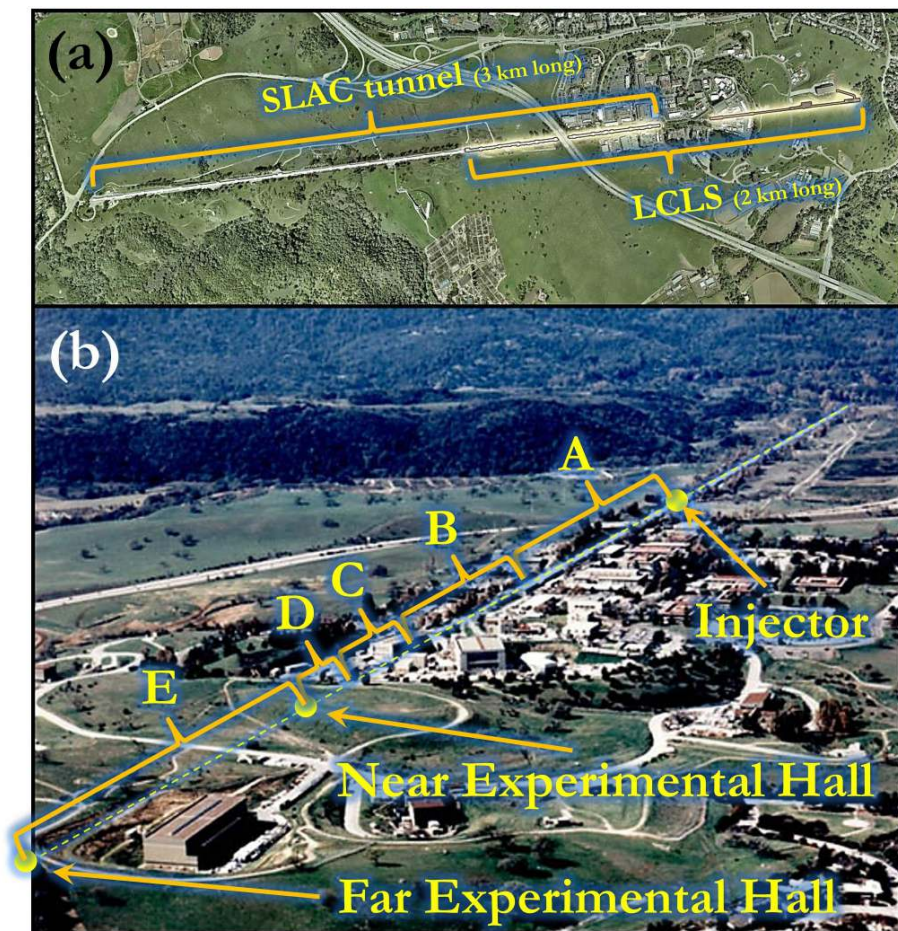 (a)
SLAC tunnel (3 km long)
LCLS (2 km long)
(b)
A
B
C
D
E
Injector
Near Experimental Hall
Far Experimental Hall